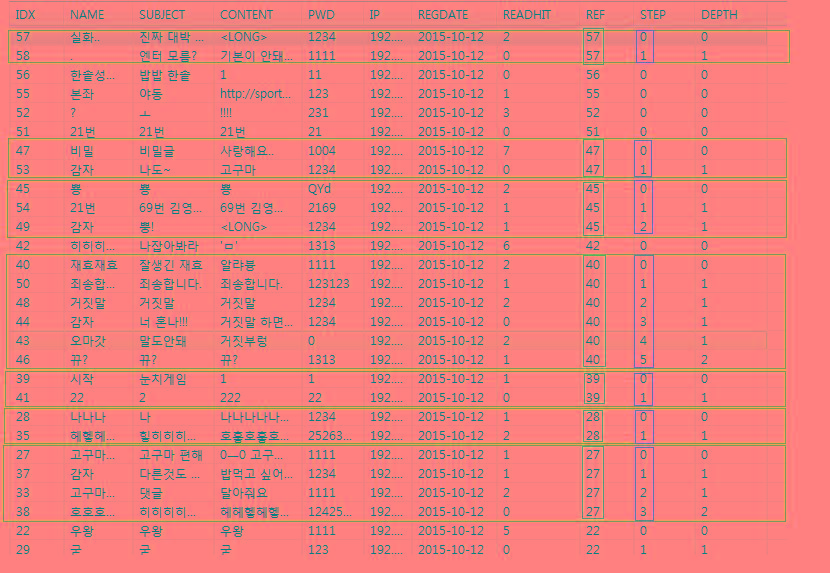 IDX NAME SUBJECT CONTENT PWD IP REGDATE READHIT REF STEP DEPTH
57 실화.. 진짜 대박 ... <LONG> 1234 192.... 2015-10-12 2 57 0 0
58 . 엔터 모름? 기본이 안돼... 1111 192.... 2015-10-12 0 57 1 1
56 한솥성... 밥밥 한솥 1 11 192.... 2015-10-12 0 56 0 0
55 본좌 야동 http://sport... 123 192.... 2015-10-12 1 55 0 0
52 ? ㅗ !!!! 231 192.... 2015-10-12 3 52 0 0
51 21번 21번 21번 21 192.... 2015-10-12 0 51 0 0
47 비밀 비밀글 사랑해요.. 1004 192.... 2015-10-12 7 47 0 0
53 감자 나도~ 고구마 1234 192.... 2015-10-12 0 47 1 1
45 뿅 뿅 뿅 QYd 192.... 2015-10-12 2 45 0 0
54 21번 69번 김영... 69번 김영... 2169 192.... 2015-10-12 1 45 1 1
49 감자 뿅! <LONG> 1234 192.... 2015-10-12 1 45 2 1
42 히히히... 나잡아봐라 'ㅁ' 1313 192.... 2015-10-12 6 42 0 0
40 재효재효 잘생긴 재효 알랴븅 1111 192.... 2015-10-12 2 40 0 0
50 죄송합... 죄송합니다. 죄송합니다. 123123 192.... 2015-10-12 1 40 1 1
48 거짓말 거짓말 거짓말 1234 192.... 2015-10-12 2 40 2 1
44 감자 너 혼나!!! 거짓말 하면... 1234 192.... 2015-10-12 0 40 3 1
43 오마갓 말도안돼 거짓부렁 0 192.... 2015-10-12 2 40 4 1
46 뀨? 뀨? 뀨? 1313 192.... 2015-10-12 1 40 5 2
39 시작 눈치게임 1 1 192.... 2015-10-12 1 39 0 0
41 22 2 222 22 192.... 2015-10-12 0 39 1 1
28 나나나 나 나나나나나... 1234 192.... 2015-10-12 1 28 0 0
35 헤헿헤... 힐히히히... 호홓호홓호... 25263... 192.... 2015-10-12 2 28 1 1
27 고구마... 고구마 편해 0---0 고구... 1111 192.... 2015-10-12 1 27 0 0
37 감자 다른것도 ... 밥먹고 싶어... 1234 192.... 2015-10-12 1 27 1 1
33 고구마... 댓글 달아줘요 1111 192.... 2015-10-12 2 27 2 1
38 흐흐흐... 히히히히... 헤헤헿헤헿... 12425... 192.... 2015-10-12 0 27 3 2
22 우왕 우왕 우왕 1111 192.... 2015-10-12 5 22 0 0
29 굳 굳 굳 123 192.... 2015-10-12 0 22 1 1